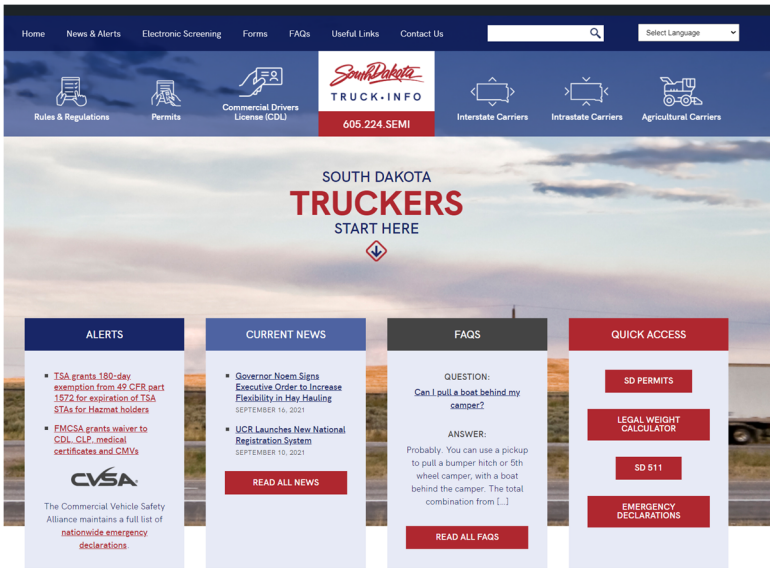 Home News & Alerts Electronic Screening Forms FAQs Useful Links Contact Us
Select Language
Rules & Regulations
Permits
Commercial Drivers
License (CDL)
South Dakota
TRUCK•INFO
605.224.SEMI
Interstate Carriers
Intrastate Carriers
Agricultural Carriers
SOUTH DAKOTA
TRUCKERS
START HERE
ALERTS
TSA grants 180-day
exemption from 49 CFR part
1572 for expiration of TSA
STAs for Hazmat holders
FMCSA grants waiver to
CDL, CLP, medical
certificates and CMVs
CVSA
The Commercial Vehicle Safety
Alliance maintains a full list of
nationwide emergency
declarations.
CURRENT NEWS
Governor Noem Signs
Executive Order to Increase
Flexibility in Hay Hauling
SEPTEMBER 16, 2021
UCR Launches New National
Registration System
SEPTEMBER 10, 2021
READ ALL NEWS
FAQS
QUESTION:
Can I pull a boat behind my
camper?
ANSWER:
Probably. You can use a pickup
to pull a bumper hitch or 5th
wheel camper, with a boat
behind the camper. The total
combination from [...]
READ ALL FAQS
QUICK ACCESS
SD PERMITS
LEGAL WEIGHT
CALCULATOR
SD 511
EMERGENCY
DECLARATIONS